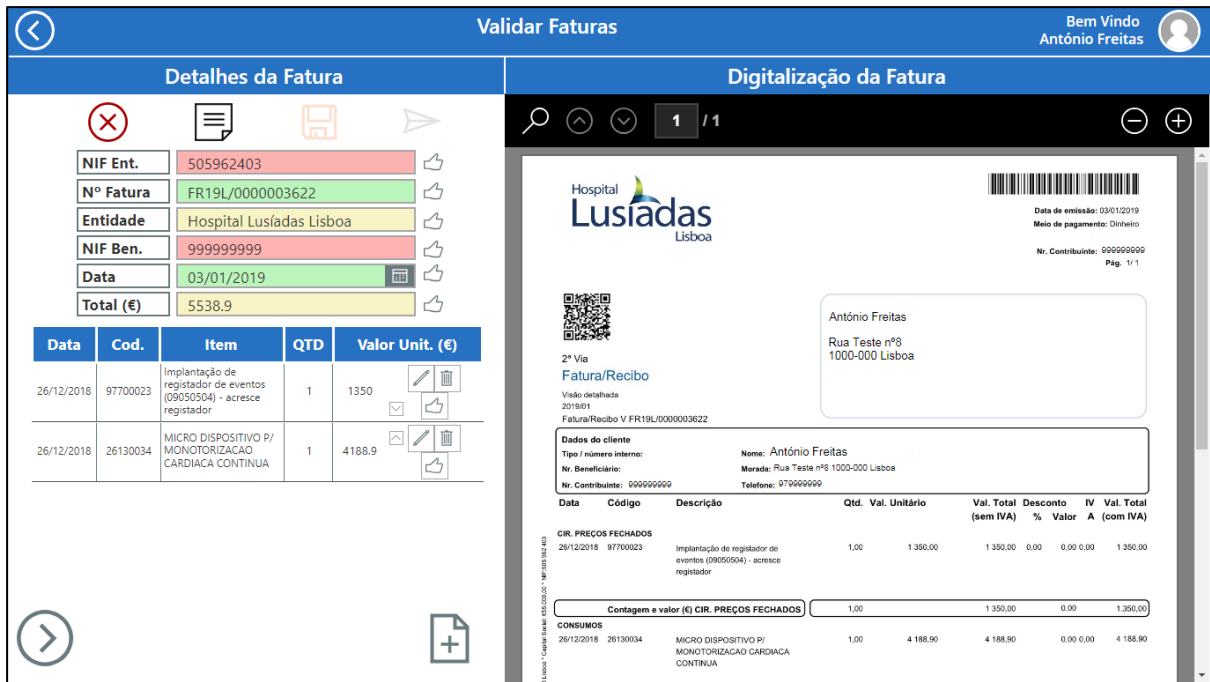 Validar Faturas
Bem Vindo
António Freitas
Detalhes da Fatura
NIF Ent. 505962403
Nº Fatura FR19L/0000003622
Entidade Hospital Lusíadas Lisboa
NIF Ben. 999999999
Data 03/01/2019
Total (€) 5538.9
Data Cod. Item QTD Valor Unit. (€)
26/12/2018 97700023 Implantação de registador de eventos (09050504) - acresce registador 1 1350
26/12/2018 26130034 MICRO DISPOSITIVO P/ MONOTORIZACAO CARDIACA CONTINUA 1 4188.9
Digitalização da Fatura
1 / 1
Hospital
Lusíadas
Lisboa
Data de emissão: 03/01/2019
Meio de pagamento: Dinheiro
Nr. Contribuinte: 999999999
Pág. 1/ 1
António Freitas
Rua Teste nº8
1000-000 Lisboa
2ª Via
Fatura/Recibo
Visão detalhada
2019/01
Fatura/Recibo V FR19L/0000003622
Dados do cliente
Tipo / número interno: Nome: António Freitas
Nr. Beneficiário: Morada: Rua Teste nº8 1000-000 Lisboa
Nr. Contribuinte: 999999999 Telefone: 979999999
Data Código Descrição Qtd. Val. Unitário Val. Total Desconto IV Val. Total
(sem IVA) % Valor A (com IVA)
CIR. PREÇOS FECHADOS
26/12/2018 97700023 Implantação de registador de 1,00 1 350,00 1 350,00 0,00 0,00 0,00 1 350,00
eventos (09050504) - acresce
registador
Contagem e valor (€) CIR. PREÇOS FECHADOS 1,00 1 350,00 0.00 1.350,00
CONSUMOS
26/12/2018 26130034 MICRO DISPOSITIVO P/ 1,00 4 188,90 4 188,90 0,00 0,00 4 188,90
MONOTORIZACAO CARDIACA
CONTINUA
Lisboa * Capital Social: 655.000,00 * NIF:505 962 403